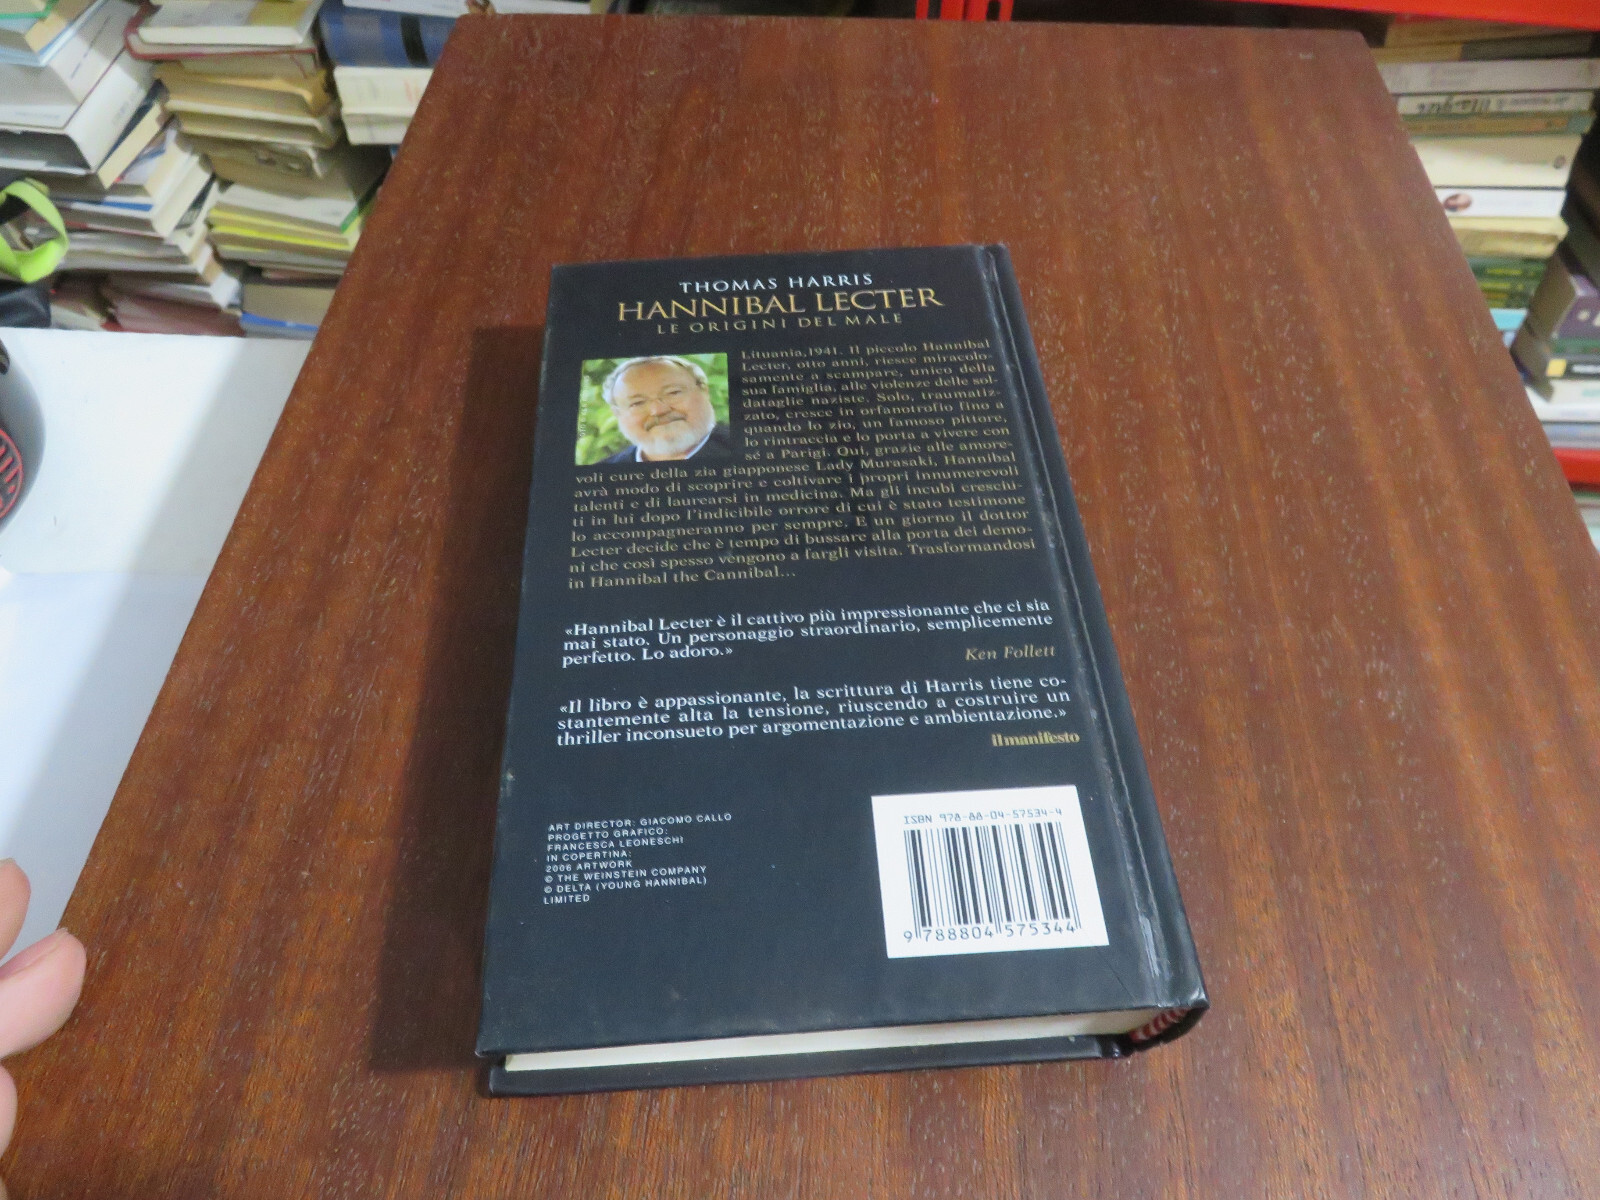 THOMAS HARRIS
HANNIBAL LECTER
LE ORIGINI DEL MALE
Lituania, 1941. Il piccolo Hannibal
Lecter, otto anni, riesce miracolo-
samente a scampare, unico della
sua famiglia, alle violenze delle sol-
dataglie naziste. Solo, traumatiz-
zato, cresce in orfanotrofio fino a
quando lo zio, un famoso pittore,
lo rintraccia e lo porta a vivere con
sé a Parigi. Qui, grazie alle amore-
voli cure della zia giapponese Lady Murasaki, Hannibal
avrà modo di scoprire e coltivare i propri innumerevoli
talenti e di laurearsi in medicina. Ma gli incubi cresciu-
ti in lui dopo l'indicibile orrore di cui è stato testimone
lo accompagneranno per sempre. E un giorno il dottor
Lecter decide che è tempo di bussare alla porta dei demo-
ni che così spesso vengono a fargli visita. Trasformandosi
in Hannibal the Cannibal...
«Hannibal Lecter è il cattivo più impressionante che ci sia
mai stato. Un personaggio straordinario, semplicemente
perfetto. Lo adoro.»
Ken Follett
«Il libro è appassionante, la scrittura di Harris tiene co-
stantemente alta la tensione, riuscendo a costruire un
thriller inconsueto per argomentazione e ambientazione.»
il manifesto
ART DIRECTOR: GIACOMO CALLO
PROGETTO GRAFICO:
FRANCESCA LEONESCHI
IN COPERTINA:
2006 ARTWORK
© THE WEINSTEIN COMPANY
© DELTA (YOUNG HANNIBAL)
LIMITED
ISBN 978-88-04-57534-4
9 788804 575344